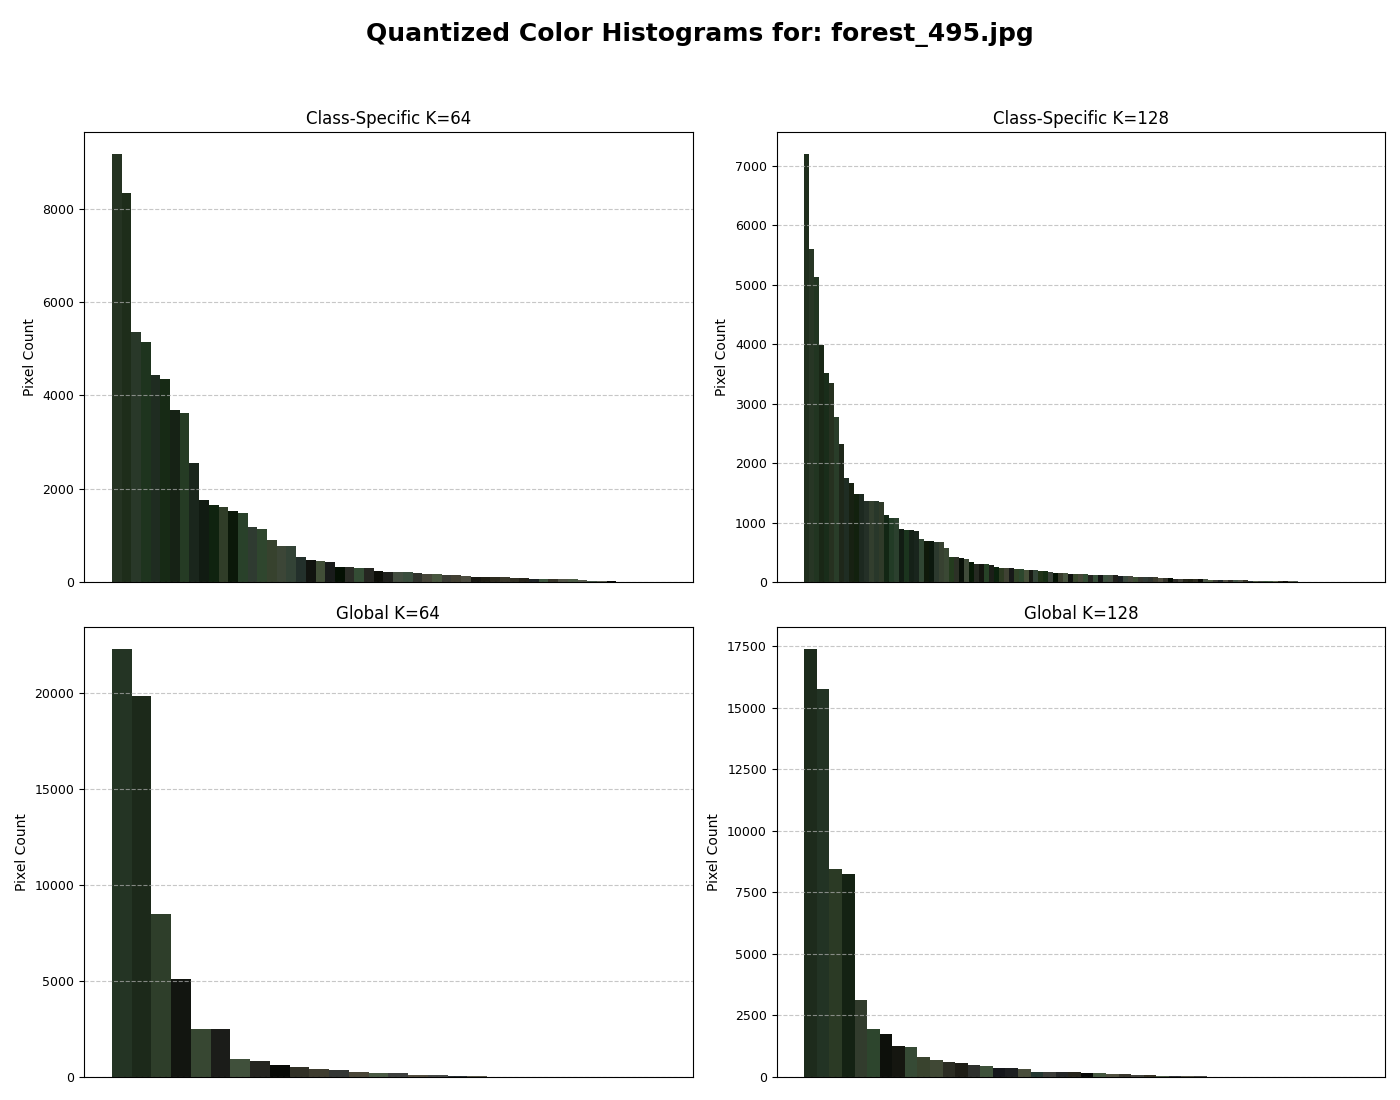 Quantized Color Histograms for: forest_495.jpg
Class-Specific K=64
Pixel Count
8000
6000
4000
2000
0
Class-Specific K=128
Pixel Count
7000
6000
5000
4000
3000
2000
1000
0
Global K=64
Pixel Count
20000
15000
10000
5000
0
Global K=128
Pixel Count
17500
15000
12500
10000
7500
5000
2500
0